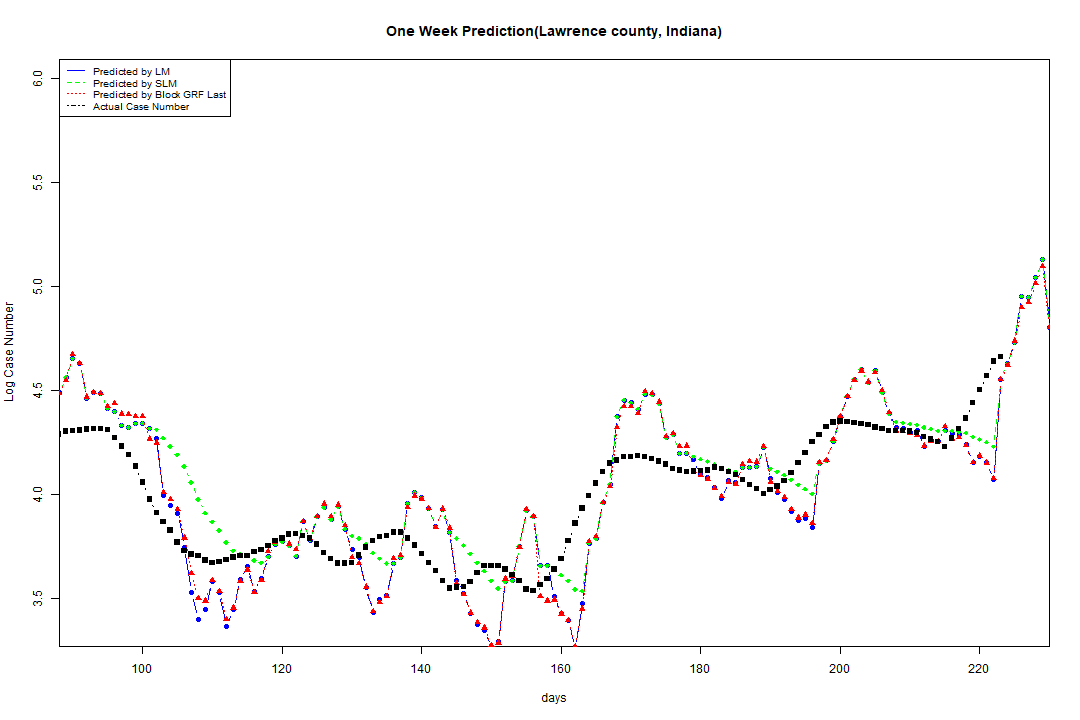 One Week Prediction(Lawrence county, Indiana)
Predicted by LM
Predicted by SLM
Predicted by Block GRF Last
Actual Case Number
6.0
5.5
5.0
4.5
4.0
3.5
Log Case Number
100 120 140 160 180 200 220
days